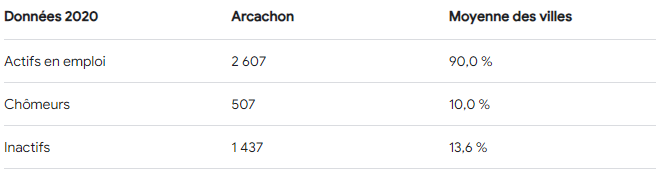 Données 2020 Arcachon Moyenne des villes
Actifs en emploi 2 607 90,0 %
Chômeurs 507 10,0 %
Inactifs 1 437 13,6 %